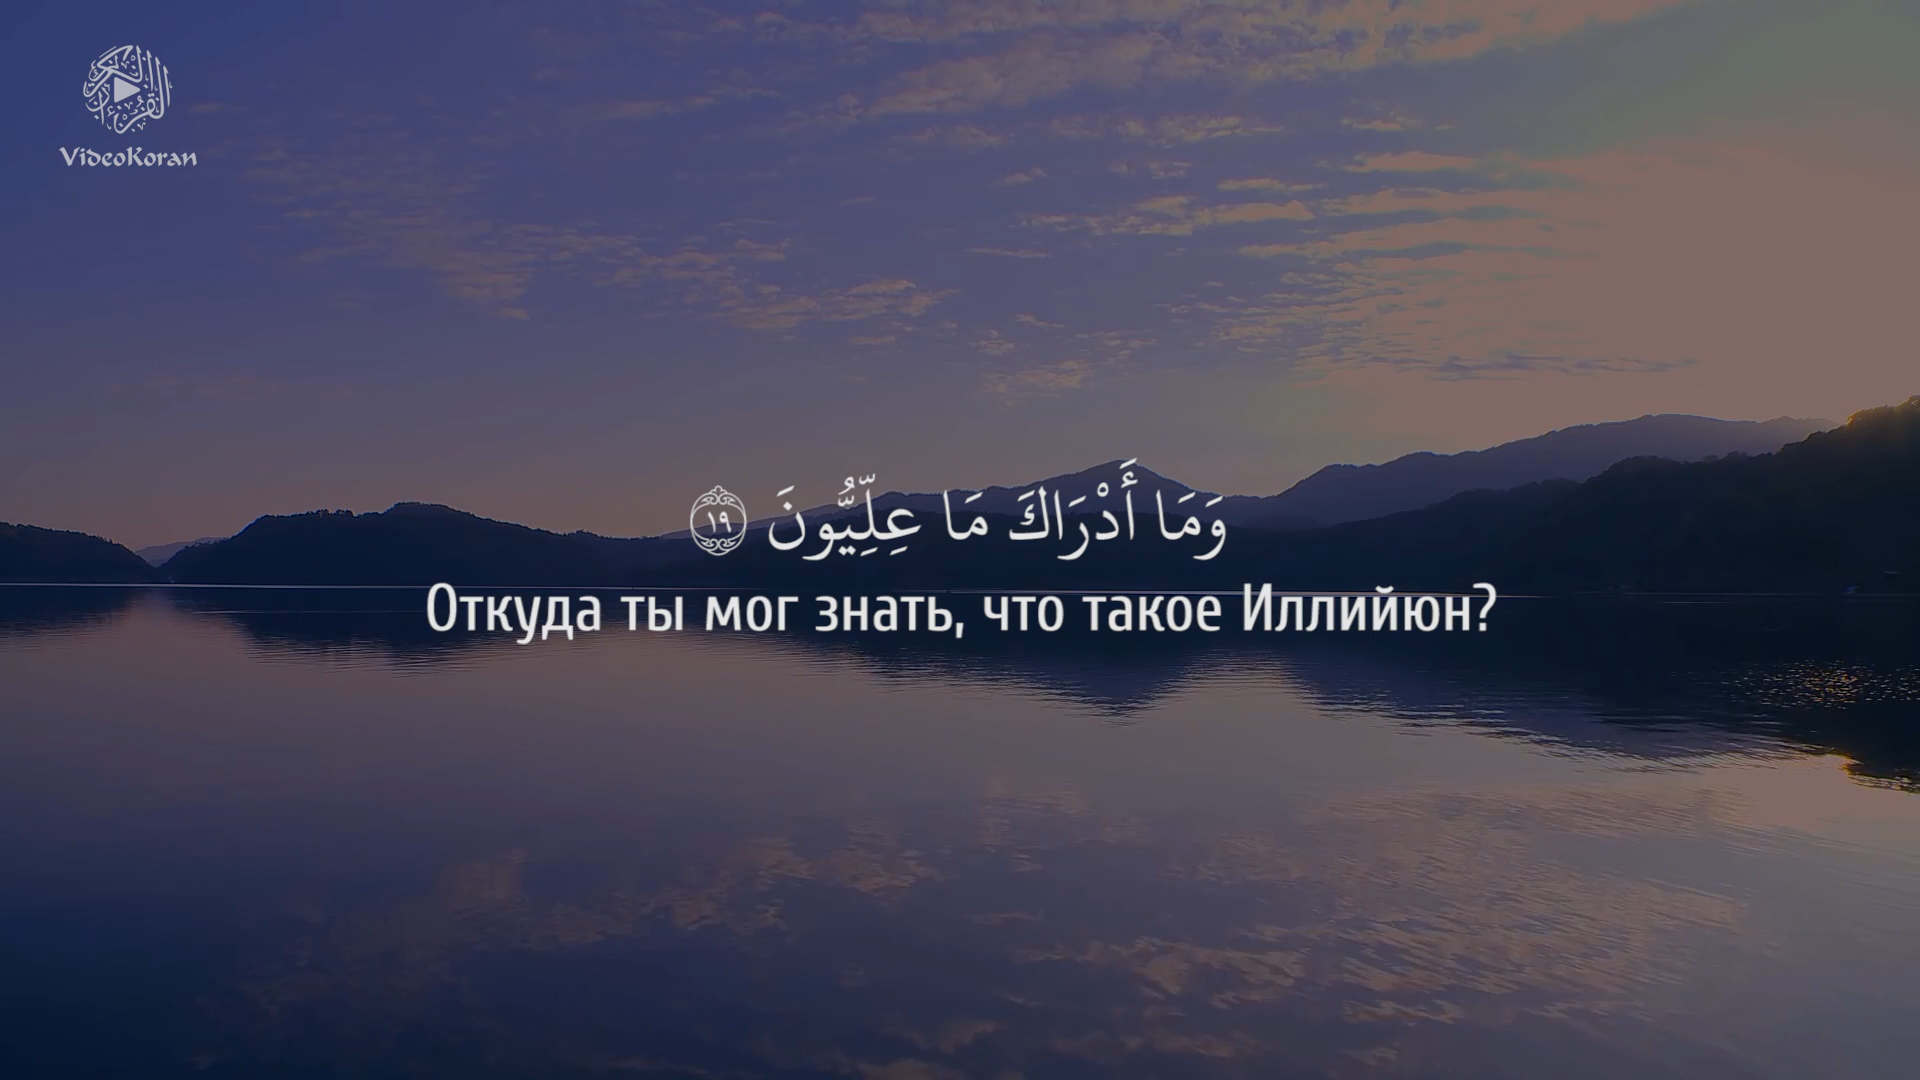 VideoKoran
وَمَا أَدْرَاكَ مَا عِلِّيُّونَ ١٩
Откуда ты мог знать, что такое Иллийюн?